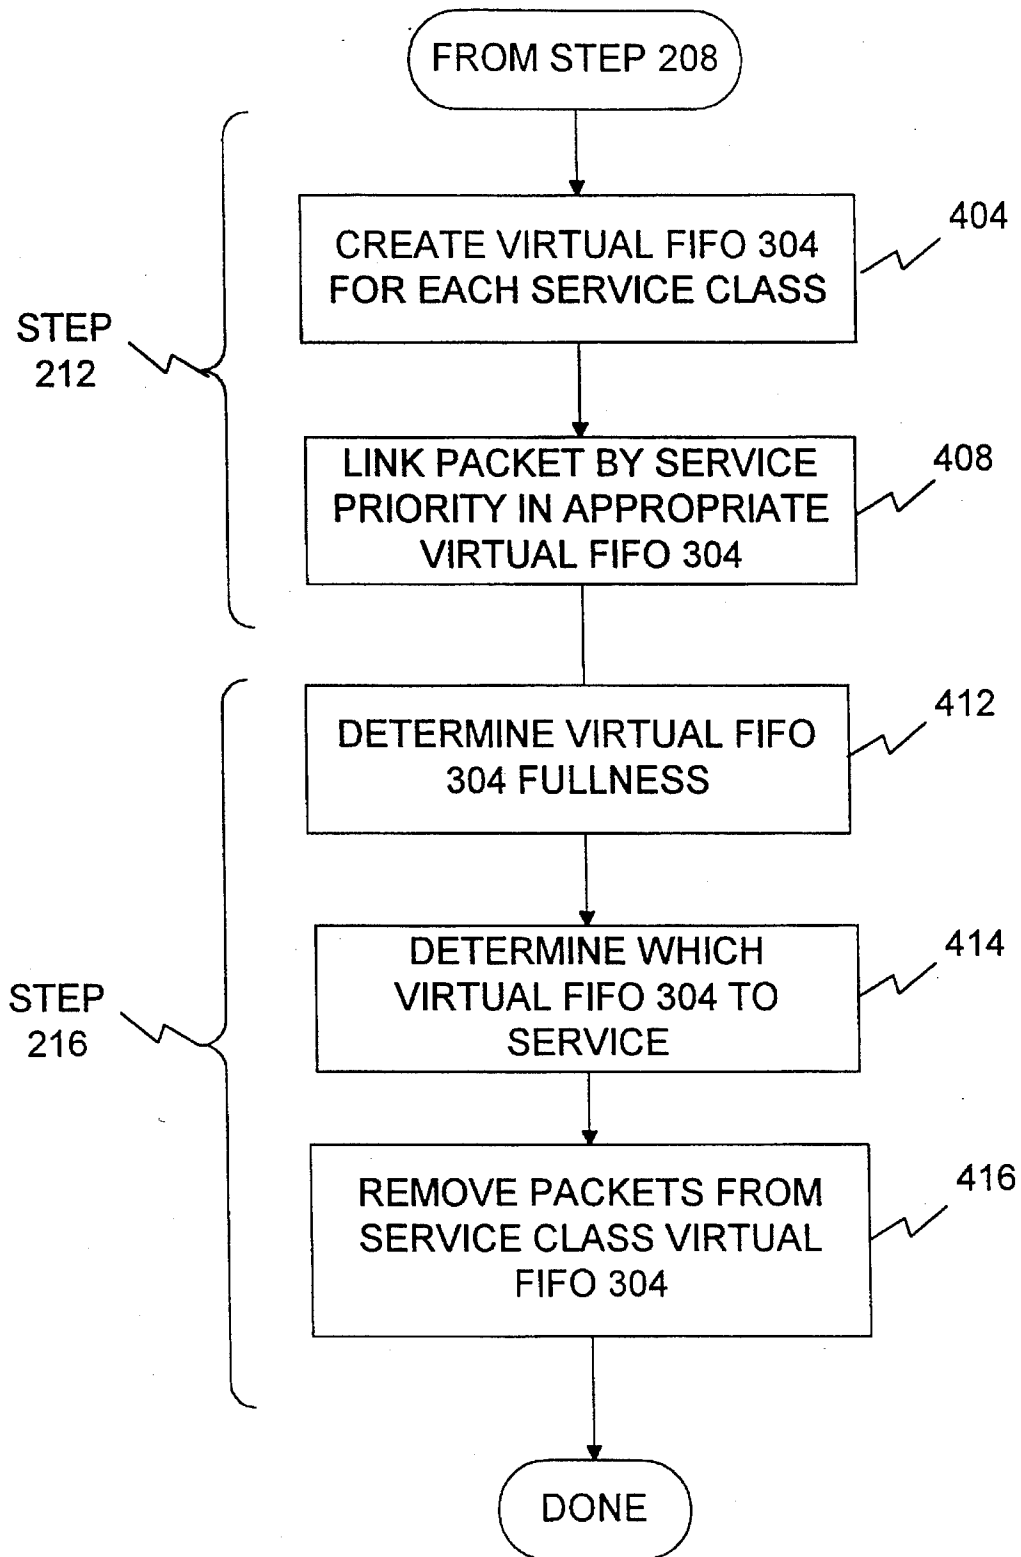 FROM STEP 208
CREATE VIRTUAL FIFO 304
FOR EACH SERVICE CLASS
404
STEP
212
LINK PACKET BY SERVICE
PRIORITY IN APPROPRIATE
VIRTUAL FIFO 304
408
DETERMINE VIRTUAL FIFO
304 FULLNESS
412
DETERMINE WHICH
VIRTUAL FIFO 304 TO
SERVICE
414
STEP
216
REMOVE PACKETS FROM
SERVICE CLASS VIRTUAL
FIFO 304
416
DONE